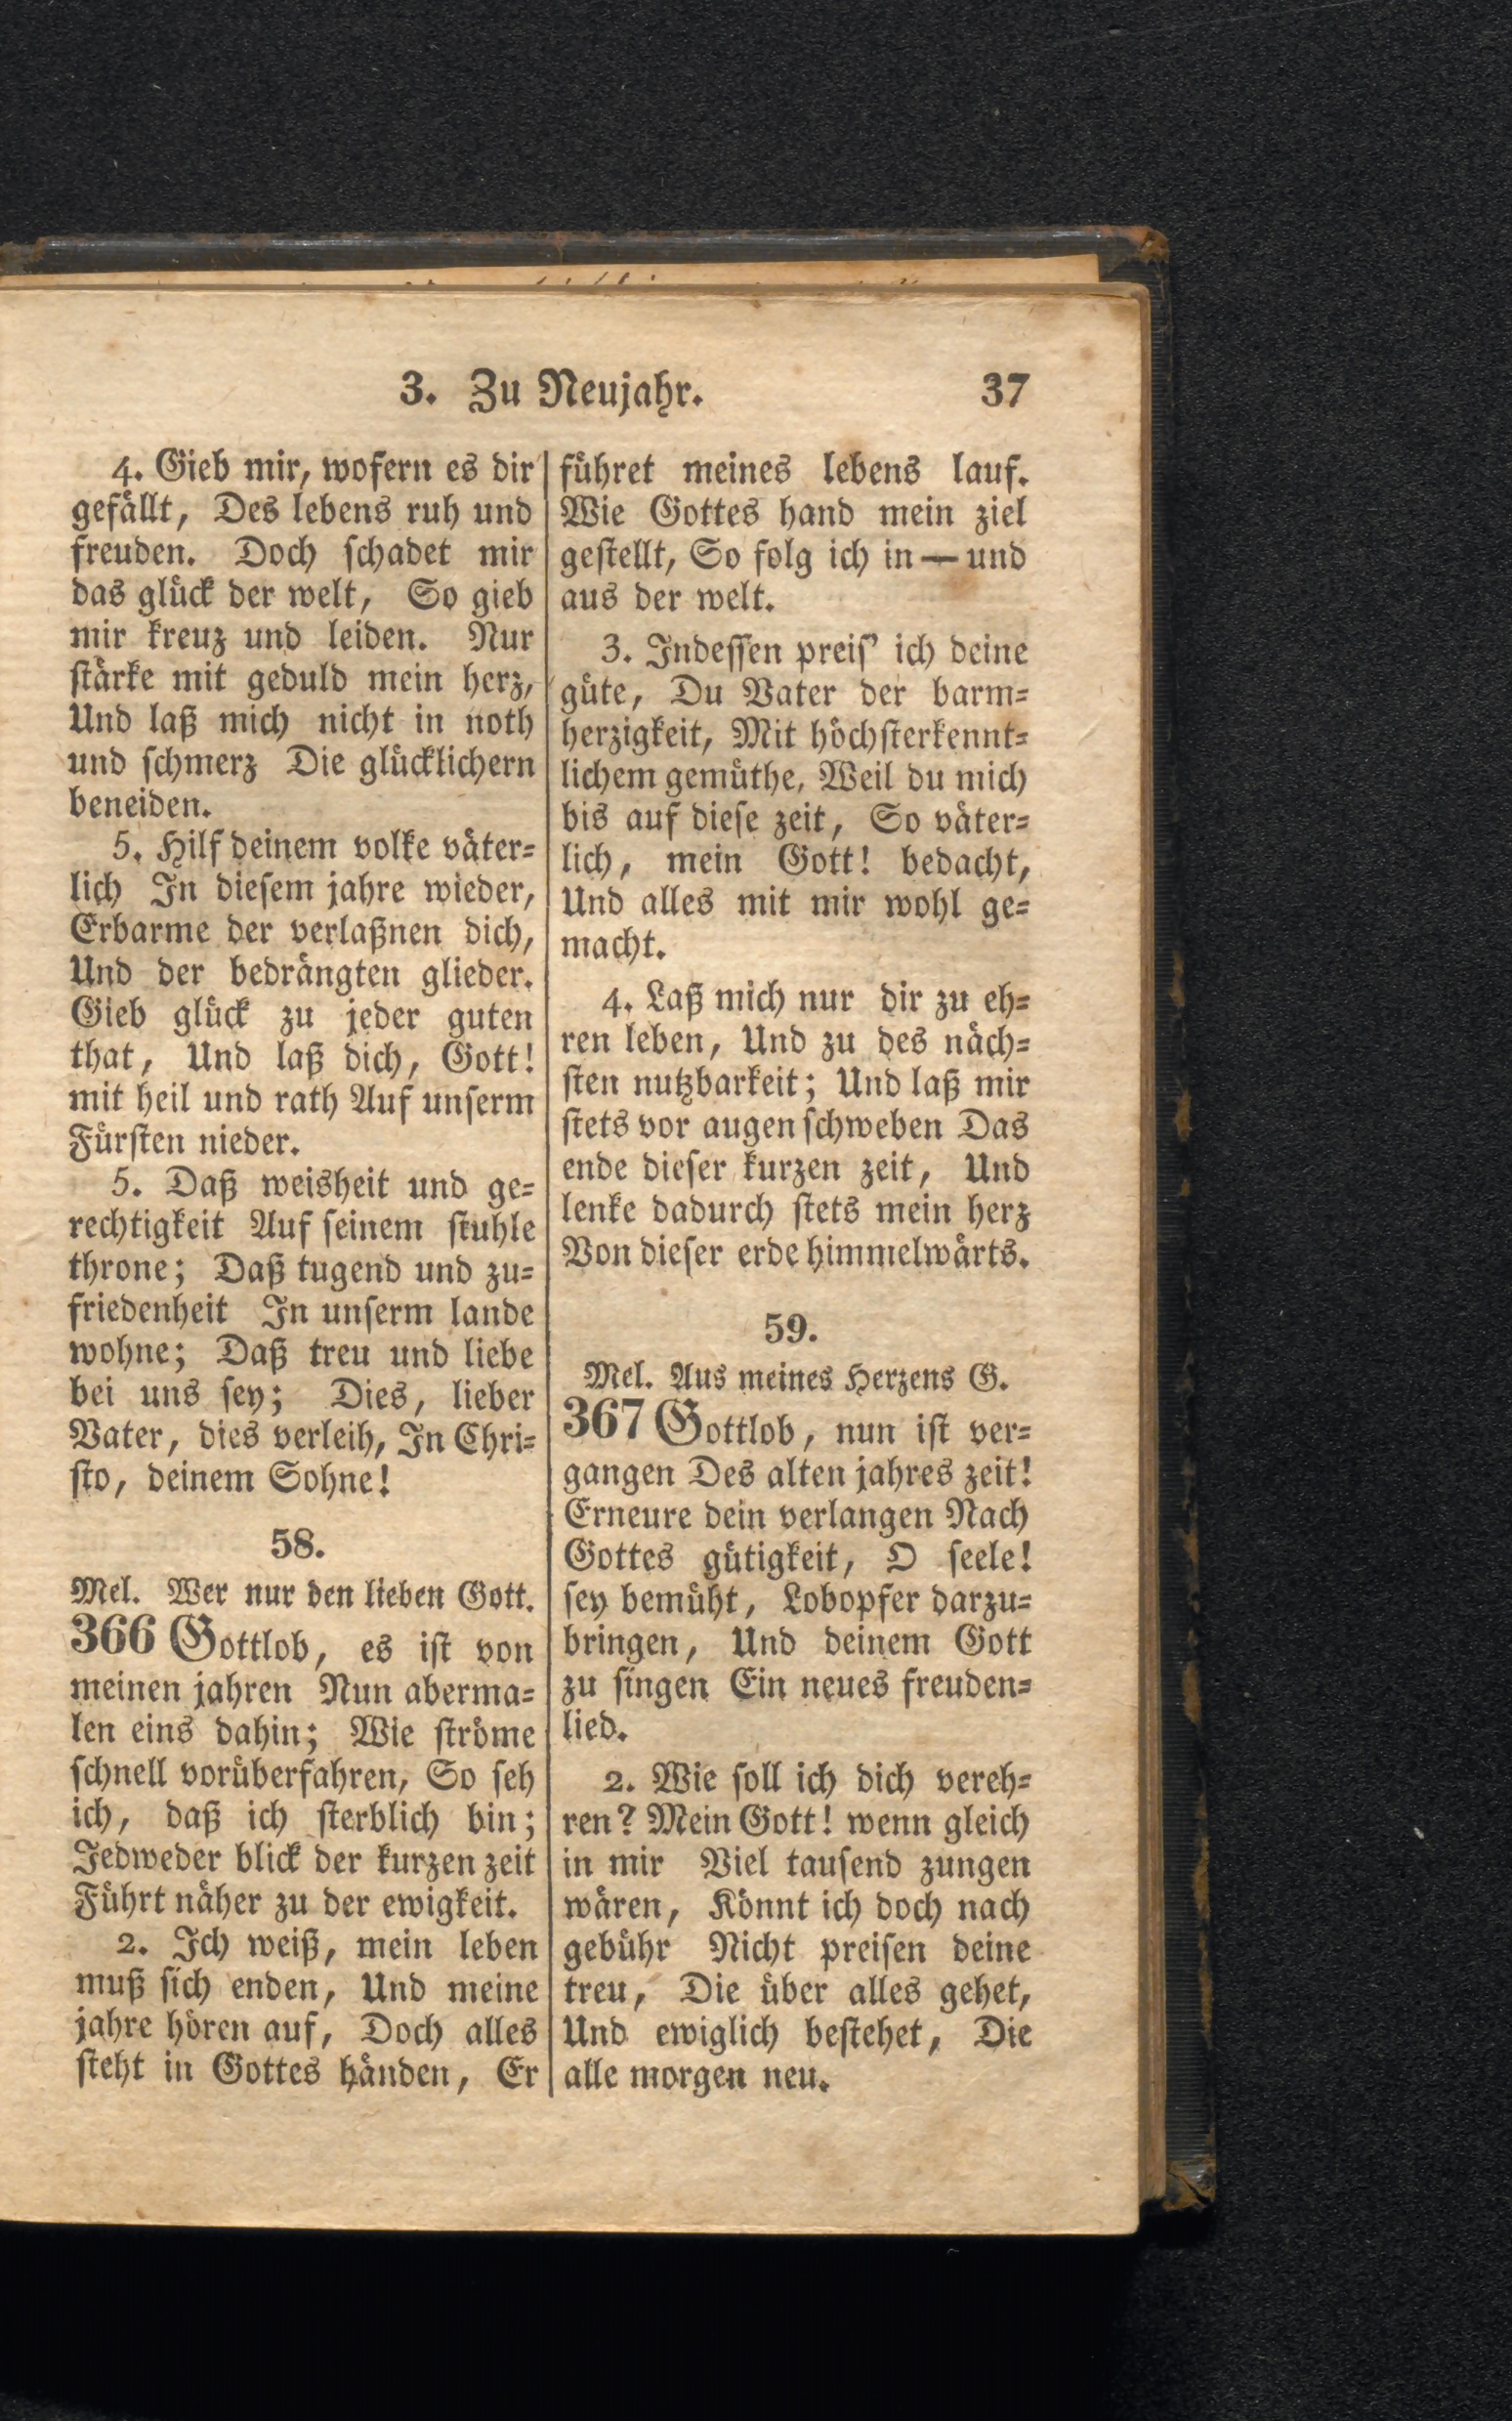 3. Zu Neujahr. 37
4. Gieb mir, wofern es dir
gefällt, Des lebens ruh und
freuden. Doch schadet mir
das glück der welt, So gieb
mir kreuz und leiden. Nur
stärke mit geduld mein herz,
Und laß mich nicht in noth
und schmerz Die glücklichern
beneiden.
5. Hilf deinem volke väter=
lich In diesem jahre wieder,
Erbarme der verlaßnen dich,
Und der bedrängten glieder.
Gieb glück zu jeder guten
that, Und laß dich, Gott!
mit heil und rath Auf unserm
Fürsten nieder.
5. Daß weisheit und ge=
rechtigkeit Auf seinem stuhle
throne; Daß tugend und zu=
friedenheit In unserm lande
wohne; Daß treu und liebe
bei uns sey; Dies, lieber
Vater, dies verleih, In Chri=
sto, deinem Sohne!
58.
Mel. Wer nur den lieben Gott.
366 Gottlob, es ist von
meinen jahren Nun aberma=
len eins dahin; Wie ströme
schnell vorüberfahren, So seh
ich, daß ich sterblich bin;
Jedweder blick der kurzen zeit
Führt näher zu der ewigkeit.
2. Ich weiß, mein leben
muß sich enden, Und meine
jahre hören auf, Doch alles
steht in Gottes händen, Er
führet meines lebens lauf.
Wie Gottes hand mein ziel
gestellt, So folg ich in — und
aus der welt.
3. Indessen preis' ich deine
güte, Du Vater der barm=
herzigkeit, Mit höchsterkennt=
lichem gemüthe, Weil du mich
bis auf diese zeit, So väter=
lich, mein Gott! bedacht,
Und alles mit mir wohl ge=
macht.
4. Laß mich nur dir zu eh=
ren leben, Und zu des näch=
sten nutzbarkeit; Und laß mir
stets vor augen schweben Das
ende dieser kurzen zeit, Und
lenke dadurch stets mein herz
Von dieser erde himmelwärts.
59.
Mel. Aus meines Herzens G.
367 Gottlob, nun ist ver=
gangen Des alten jahres zeit!
Erneure dein verlangen Nach
Gottes gütigkeit, O seele!
sey bemüht, Lobopfer darzu=
bringen, Und deinem Gott
zu singen Ein neues freuden=
lied.
2. Wie soll ich dich vereh=
ren? Mein Gott! wenn gleich
in mir Viel tausend zungen
wären, Könnt ich doch nach
gebühr Nicht preisen deine
treu, Die über alles gehet,
Und ewiglich bestehet, Die
alle morgen neu.